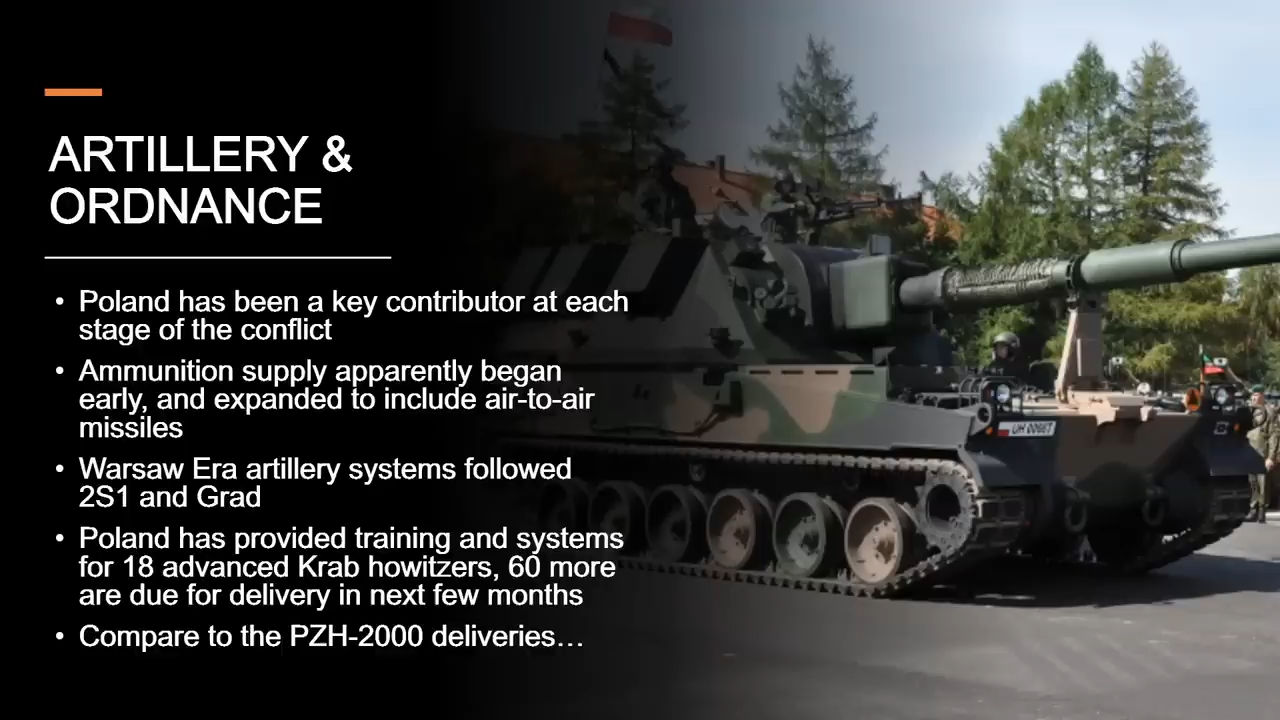 ARTILLERY &
ORDNANCE
• Poland has been a key contributor at each
stage of the conflict
• Ammunition supply apparently began
early, and expanded to include air-to-air
missiles
• Warsaw Era artillery systems followed
2S1 and Grad
• Poland has provided training and systems
for 18 advanced Krab howitzers, 60 more
are due for delivery in next few months
• Compare to the PZH-2000 deliveries…